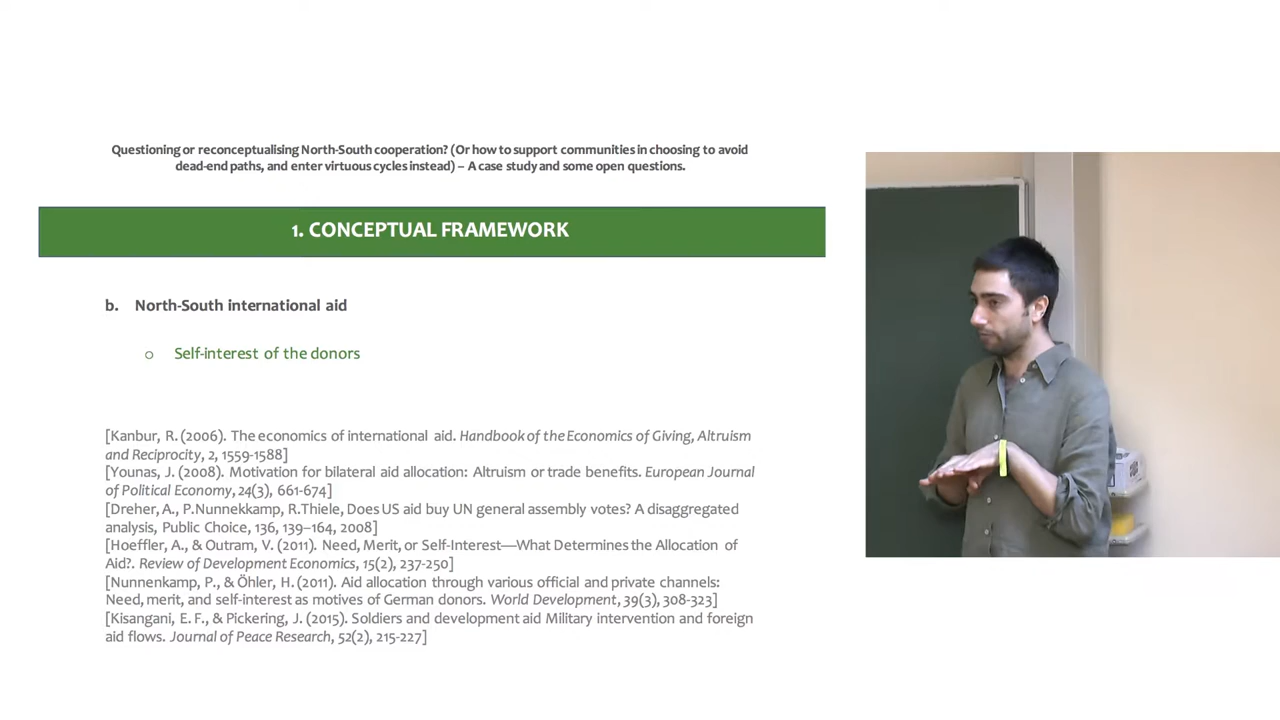 Questioning or reconceptualising North-South cooperation? (Or how to support communities in choosing to avoid
dead-end paths, and enter virtuous cycles instead) – A case study and some open questions.
1. CONCEPTUAL FRAMEWORK
b. North-South international aid
o Self-interest of the donors
[Kanbur, R. (2006). The economics of international aid. Handbook of the Economics of Giving, Altruism
and Reciprocity, 2, 1559-1588]
[Younas, J. (2008). Motivation for bilateral aid allocation: Altruism or trade benefits. European Journal
of Political Economy, 24(3), 661-674]
[Dreher, A., P.Nunnekkamp, R.Thiele, Does US aid buy UN general assembly votes? A disaggregated
analysis, Public Choice, 136, 139–164, 2008]
[Hoeffler, A., & Outram, V. (2011). Need, Merit, or Self-Interest—What Determines the Allocation of
Aid?. Review of Development Economics, 15(2), 237-250]
[Nunnenkamp, P., & Öhler, H. (2011). Aid allocation through various official and private channels:
Need, merit, and self-interest as motives of German donors. World Development, 39(3), 308-323]
[Kisangani, E. F., & Pickering, J. (2015). Soldiers and development aid Military intervention and foreign
aid flows. Journal of Peace Research, 52(2), 215-227]